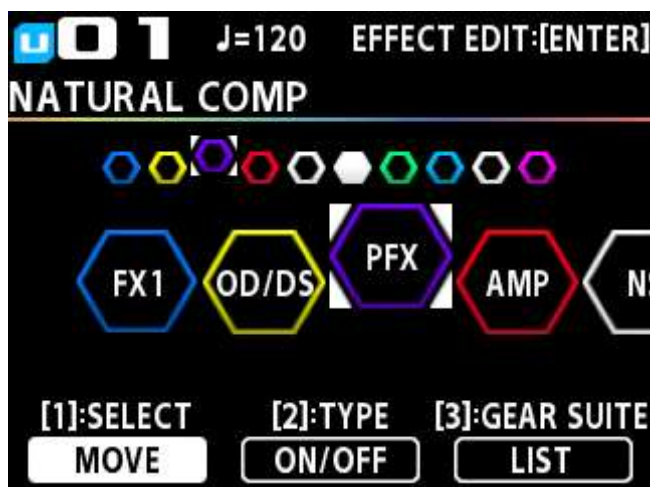 U01 ♩=120 EFFECT EDIT:[ENTER]
NATURAL COMP
FX1 OD/DS PFX AMP
[1]:SELECT [2]:TYPE [3]:GEAR SUITE
MOVE ON/OFF LIST